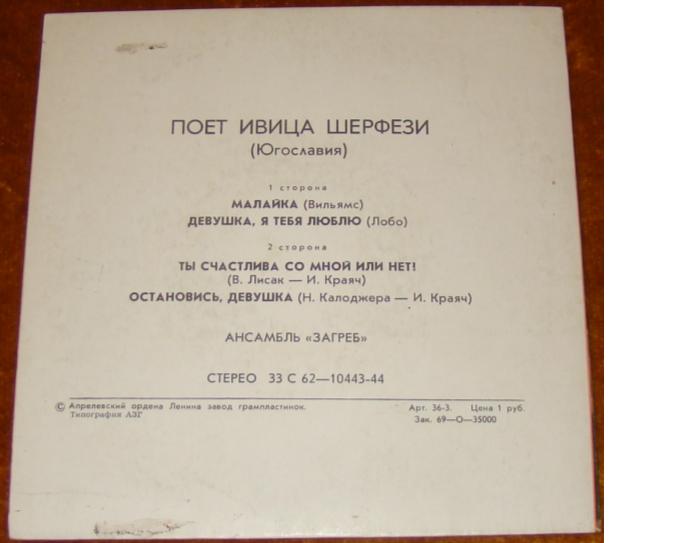 ПОЕТ ИВИЦА ШЕРФЕЗИ
(Югославия)
1 сторона
МАЛАЙКА (Вильямс)
ДЕВУШКА, Я ТЕБЯ ЛЮБЛЮ (Лобо)
2 сторона
ТЫ СЧАСТЛИВА СО МНОЙ ИЛИ НЕТ!
(В. Лисак — И. Краяч)
ОСТАНОВИСЬ, ДЕВУШКА (Н. Калоджера — И. Краяч)
АНСАМБЛЬ «ЗАГРЕБ»
СТЕРЕО 33 С 62—10443-44
© Апрелевский ордена Ленина завод грампластинок. Арт. 36-3. Цена 1 руб.
Типография АЗГ Зак. 69—О—35000